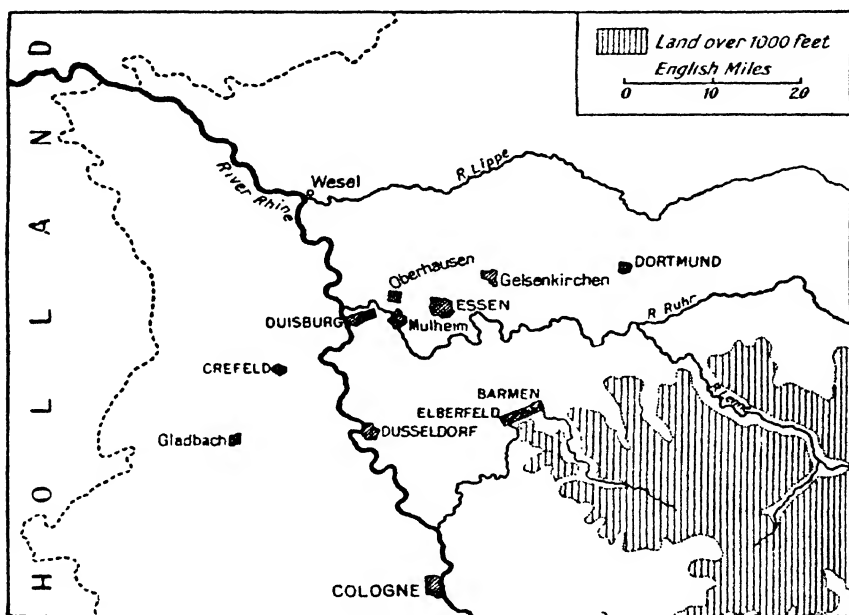 Land over 1000 feet
English Miles
0 10 20
HOLLAND
River Rhine
Wesel
R. Lippe
Oberhausen
Gelsenkirchen
DORTMUND
ESSEN
R. Ruhr
DUISBURG
Mulheim
CREFELD
BARMEN
ELBERFELD
Gladbach
DUSSELDORF
COLOGNE